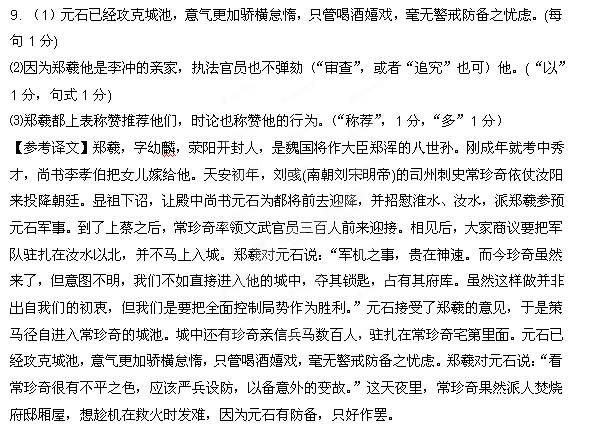 9. （1）元石已经攻克城池，意气更加骄横怠惰，只管喝酒嬉戏，毫无警戒防备之忧虑。(每
句 1 分)
⑵因为郑羲他是李冲的亲家，执法官员也不弹劾（“审查”，或者“追究”也可）他。(“以”
1 分，句式 1 分)
⑶郑羲都上表称赞推荐他们，时论也称赞他的行为。（“称荐”，1 分，“多”1 分）
【参考译文】郑羲，字幼麟，荥阳开封人，是魏国将作大臣郑浑的八世孙。刚成年就考中秀
才，尚书李孝伯把女儿嫁给他。天安初年，刘彧(南朝刘宋明帝)的司州刺史常珍奇依仗汝阳
来投降朝廷。显祖下诏，让殿中尚书元石为都将前去迎降，并招慰淮水、汝水，派郑羲参预
元石军事。到了上蔡之后，常珍奇率领文武官员三百人前来迎接。相见后，大家商议要把军
队驻扎在汝水以北，并不马上入城。郑羲对元石说：“军机之事，贵在神速。而今珍奇虽然
来了，但意图不明，我们不如直接进入他的城中，夺其锁匙，占有其府库。虽然这样做并非
出自我们的初衷，但我们是要把全面控制局势作为胜利。”元石接受了郑羲的意见，于是策
马径自进入常珍奇的城池。城中还有珍奇亲信兵马数百人，驻扎在常珍奇宅第里面。元石已
经攻克城池，意气更加骄横怠惰，只管喝酒嬉戏，毫无警戒防备之忧虑。郑羲对元石说：“看
常珍奇很有不平之色，应该严兵设防，以备意外的变故。”这天夜里，常珍奇果然派人焚烧
府邸厢屋，想趁机在救火时发难，因为元石有防备，只好作罢。